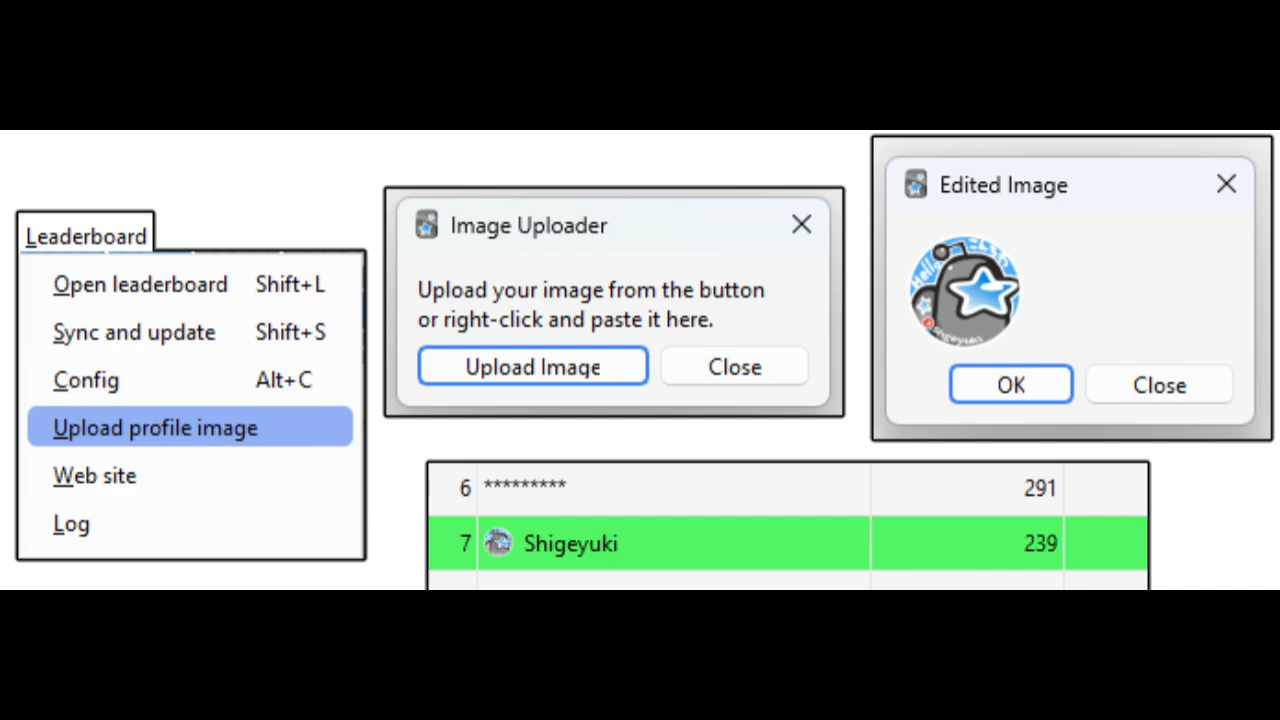 Leaderboard
Open leaderboard Shift+L
Sync and update Shift+S
Config Alt+C
Upload profile image
Web site
Log
Image Uploader
Upload your image from the button
or right-click and paste it here.
Upload Image
Close
Edited Image
Hello
Shigeyuki
OK
Close
6 ********* 291
7 Shigeyuki 239